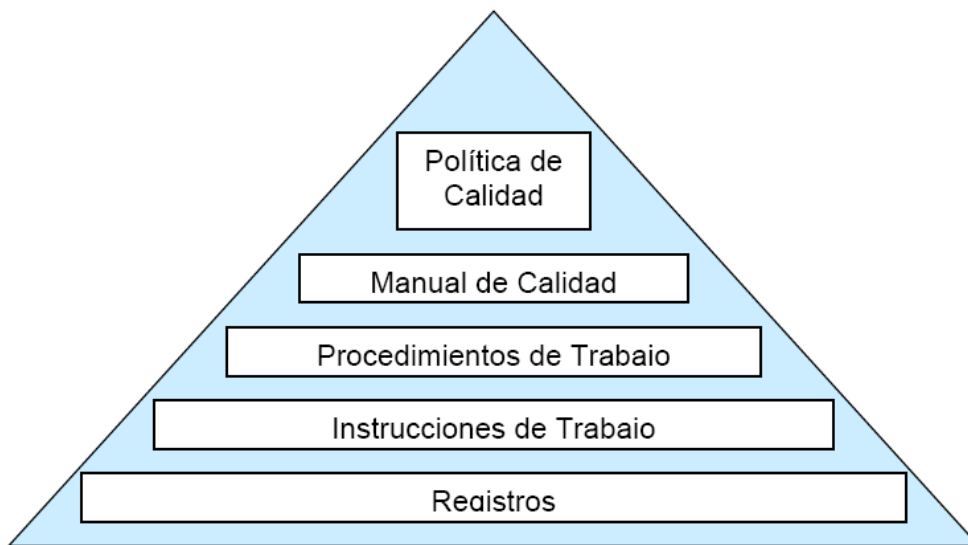 Política de
Calidad
Manual de Calidad
Procedimientos de Trabajo
Instrucciones de Trabajo
Registros